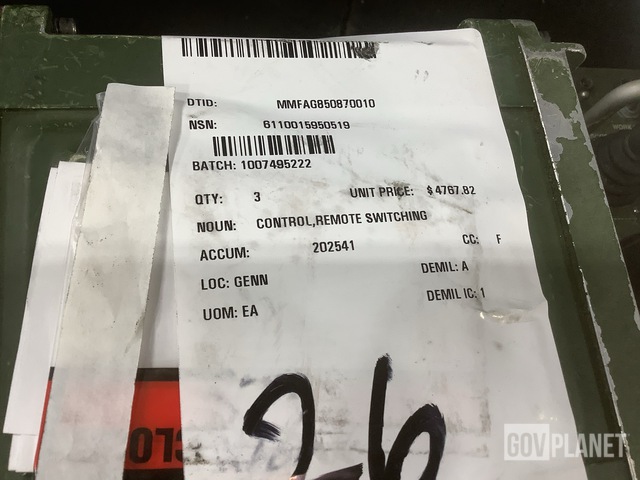 DTID: MMFAG850870010
NSN: 6110015950519
BATCH: 1007495222
QTY: 3 UNIT PRICE: $ 4767.82
NOUN: CONTROL,REMOTE SWITCHING
ACCUM: 202541 CC: F
LOC: GENN DEMIL: A
UOM: EA DEMIL IC: 1
26
CLO
GOVPLANET